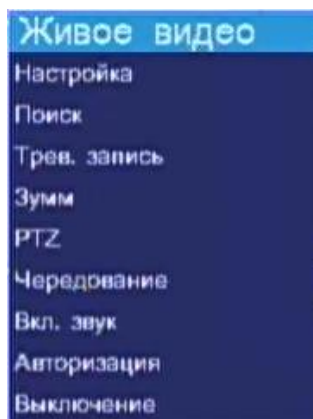 Живое видео
Настройка
Поиск
Трев. запись
Зумм
PTZ
Чередование
Вкл. звук
Авторизация
Выключение